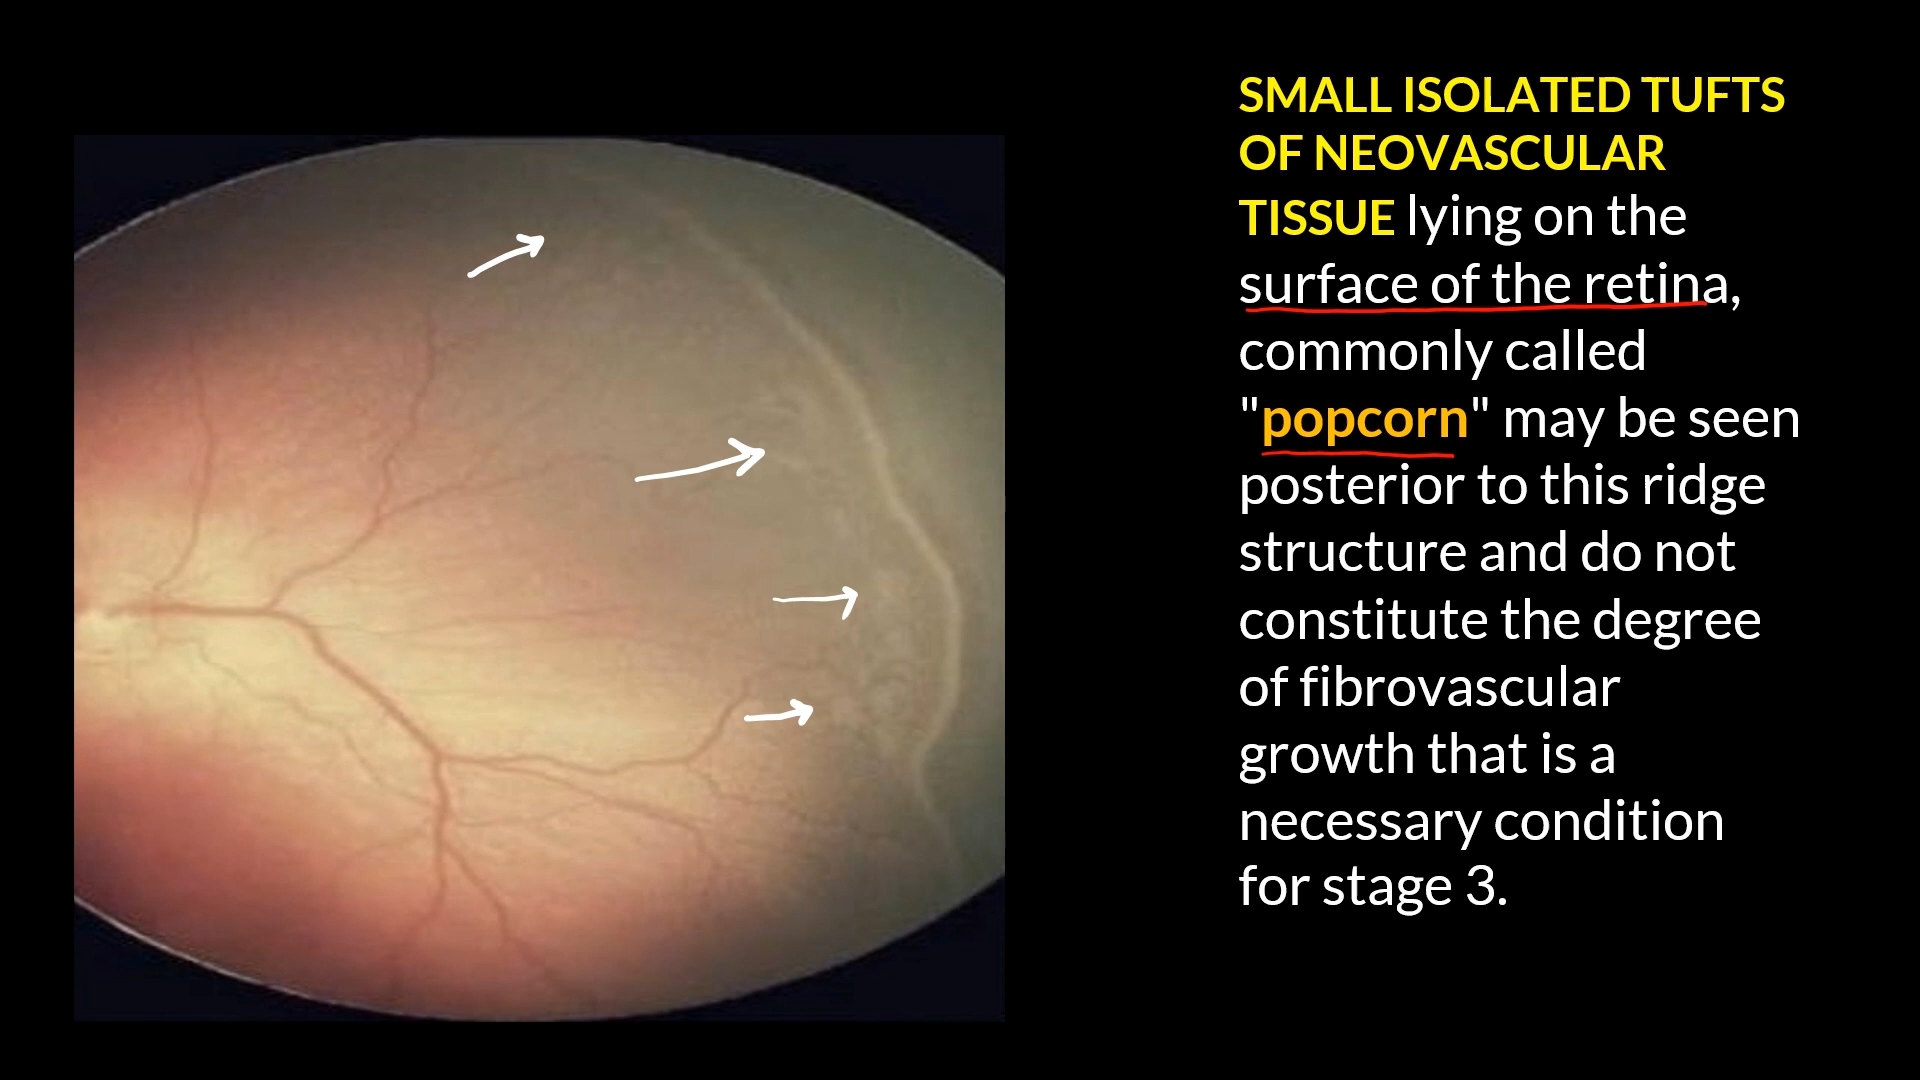 SMALL ISOLATED TUFTS
OF NEOVASCULAR
TISSUE lying on the
surface of the retina,
commonly called
"popcorn" may be seen
posterior to this ridge
structure and do not
constitute the degree
of fibrovascular
growth that is a
necessary condition
for stage 3.